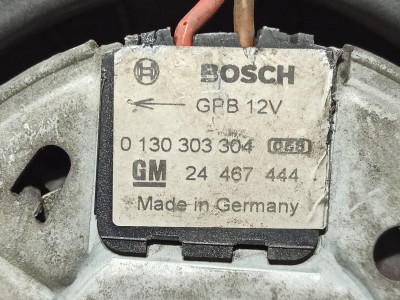 BOSCH
GPB 12V
0 130 303 304
GM 24 467 444
Made in Germany